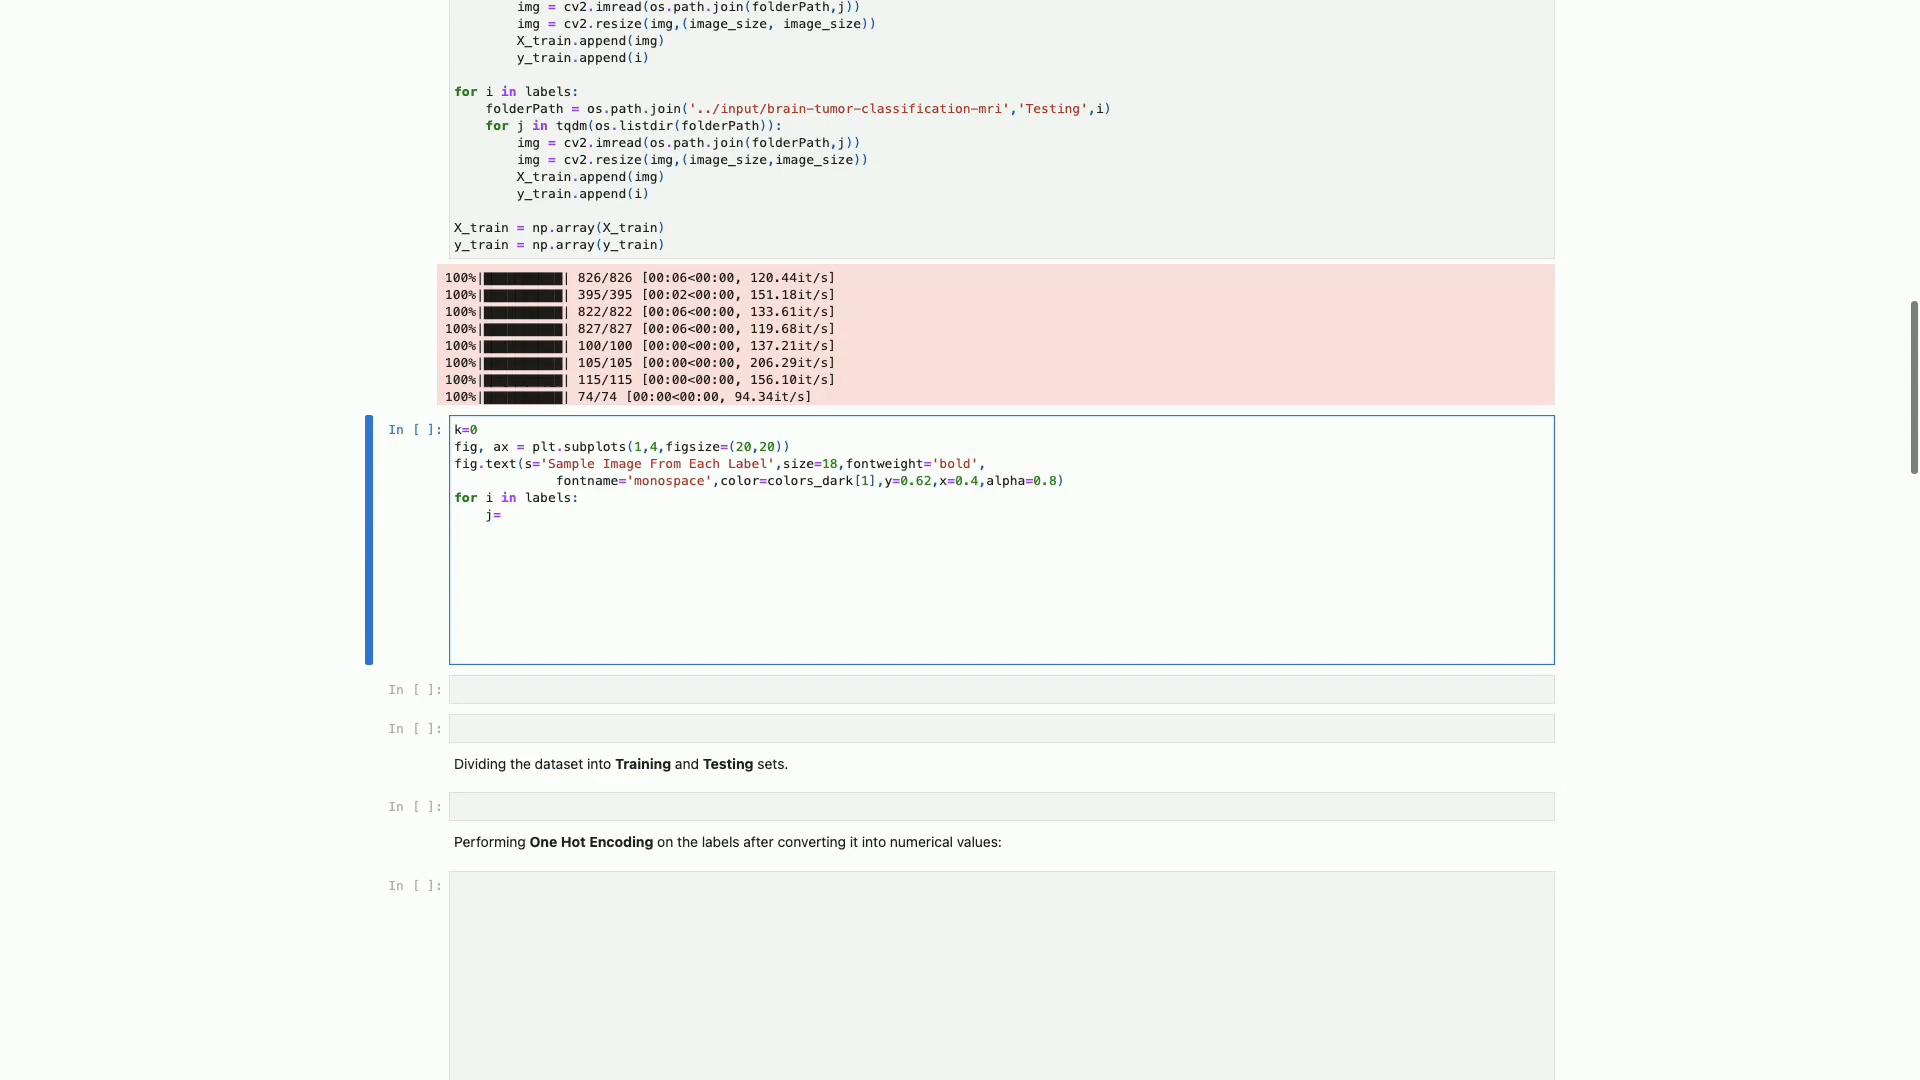 img = cv2.imread(os.path.join(folderPath,j))
        img = cv2.resize(img,(image_size, image_size))
        X_train.append(img)
        y_train.append(i)
for i in labels:
    folderPath = os.path.join('../input/brain-tumor-classification-mri','Testing',i)
    for j in tqdm(os.listdir(folderPath)):
        img = cv2.imread(os.path.join(folderPath,j))
        img = cv2.resize(img,(image_size,image_size))
        X_train.append(img)
        y_train.append(i)
X_train = np.array(X_train)
y_train = np.array(y_train)
100%|██████████| 826/826 [00:06<00:00, 120.44it/s]
100%|██████████| 395/395 [00:02<00:00, 151.18it/s]
100%|██████████| 822/822 [00:06<00:00, 133.61it/s]
100%|██████████| 827/827 [00:06<00:00, 119.68it/s]
100%|██████████| 100/100 [00:00<00:00, 137.21it/s]
100%|██████████| 105/105 [00:00<00:00, 206.29it/s]
100%|██████████| 115/115 [00:00<00:00, 156.10it/s]
100%|██████████| 74/74 [00:00<00:00, 94.34it/s]
In [ ]: k=0
fig, ax = plt.subplots(1,4,figsize=(20,20))
fig.text(s='Sample Image From Each Label',size=18,fontweight='bold',
             fontname='monospace',color=colors_dark[1],y=0.62,x=0.4,alpha=0.8)
for i in labels:
    j=
In [ ]:
In [ ]:
Dividing the dataset into Training and Testing sets.
In [ ]:
Performing One Hot Encoding on the labels after converting it into numerical values:
In [ ]: